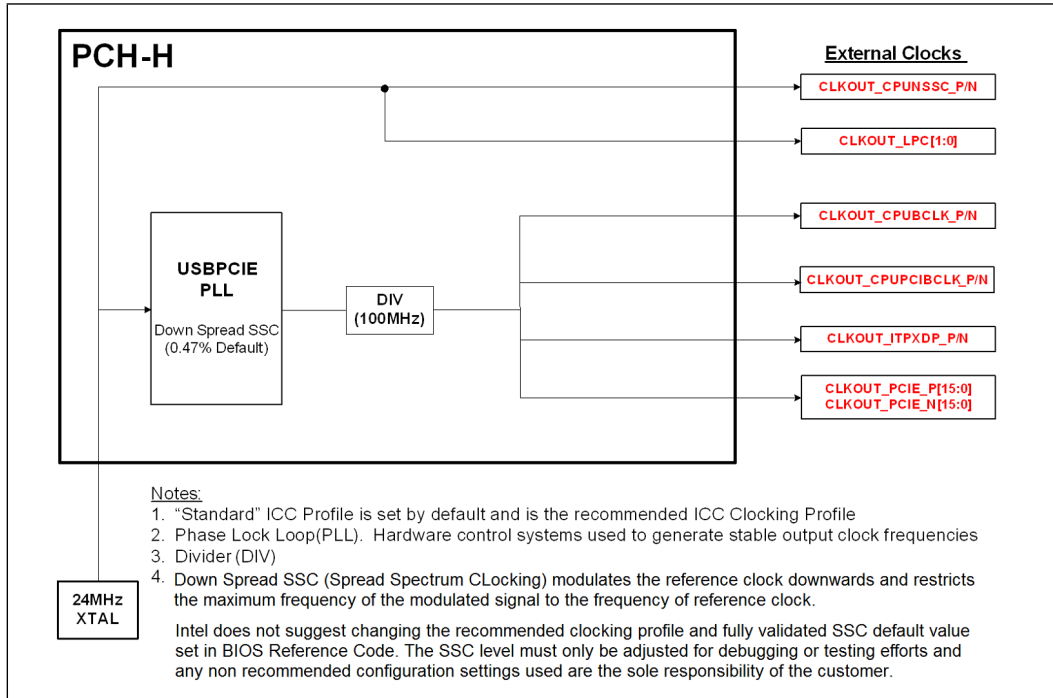 PCH-H
External Clocks
CLKOUT_CPUNSSC_P/N
CLKOUT_LPC[1:0]
CLKOUT_CPUBCLK_P/N
USBPCIE
PLL
Down Spread SSC
(0.47% Default)
DIV
(100MHz)
CLKOUT_CPUPCIBCLK_P/N
CLKOUT_ITPXDP_P/N
CLKOUT_PCIE_P[15:0]
CLKOUT_PCIE_N[15:0]
24MHz
XTAL
Notes:
1. “Standard” ICC Profile is set by default and is the recommended ICC Clocking Profile
2. Phase Lock Loop(PLL). Hardware control systems used to generate stable output clock frequencies
3. Divider (DIV)
4. Down Spread SSC (Spread Spectrum CLocking) modulates the reference clock downwards and restricts
the maximum frequency of the modulated signal to the frequency of reference clock.
Intel does not suggest changing the recommended clocking profile and fully validated SSC default value
set in BIOS Reference Code. The SSC level must only be adjusted for debugging or testing efforts and
any non recommended configuration settings used are the sole responsibility of the customer.